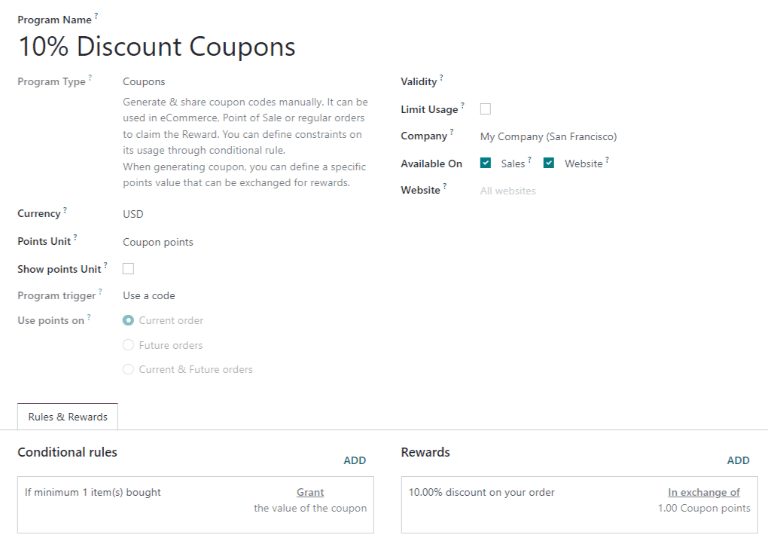 Program Name ?
10% Discount Coupons
Program Type ?
Coupons
Generate & share coupon codes manually. It can be
used in eCommerce, Point of Sale or regular orders
to claim the Reward. You can define constraints on
its usage through conditional rule.
When generating coupon, you can define a specific
points value that can be exchanged for rewards.
Currency ?
USD
Points Unit ?
Coupon points
Show points Unit ?
Program trigger ?
Use a code
Use points on ?
Current order
Future orders
Current & Future orders
Validity ?
Limit Usage ?
Company ?
My Company (San Francisco)
Available On
Sales ?
Website ?
Website ?
All websites
Rules & Rewards
Conditional rules
ADD
If minimum 1 item(s) bought
Grant
the value of the coupon
Rewards
ADD
10.00% discount on your order
In exchange of
1.00 Coupon points